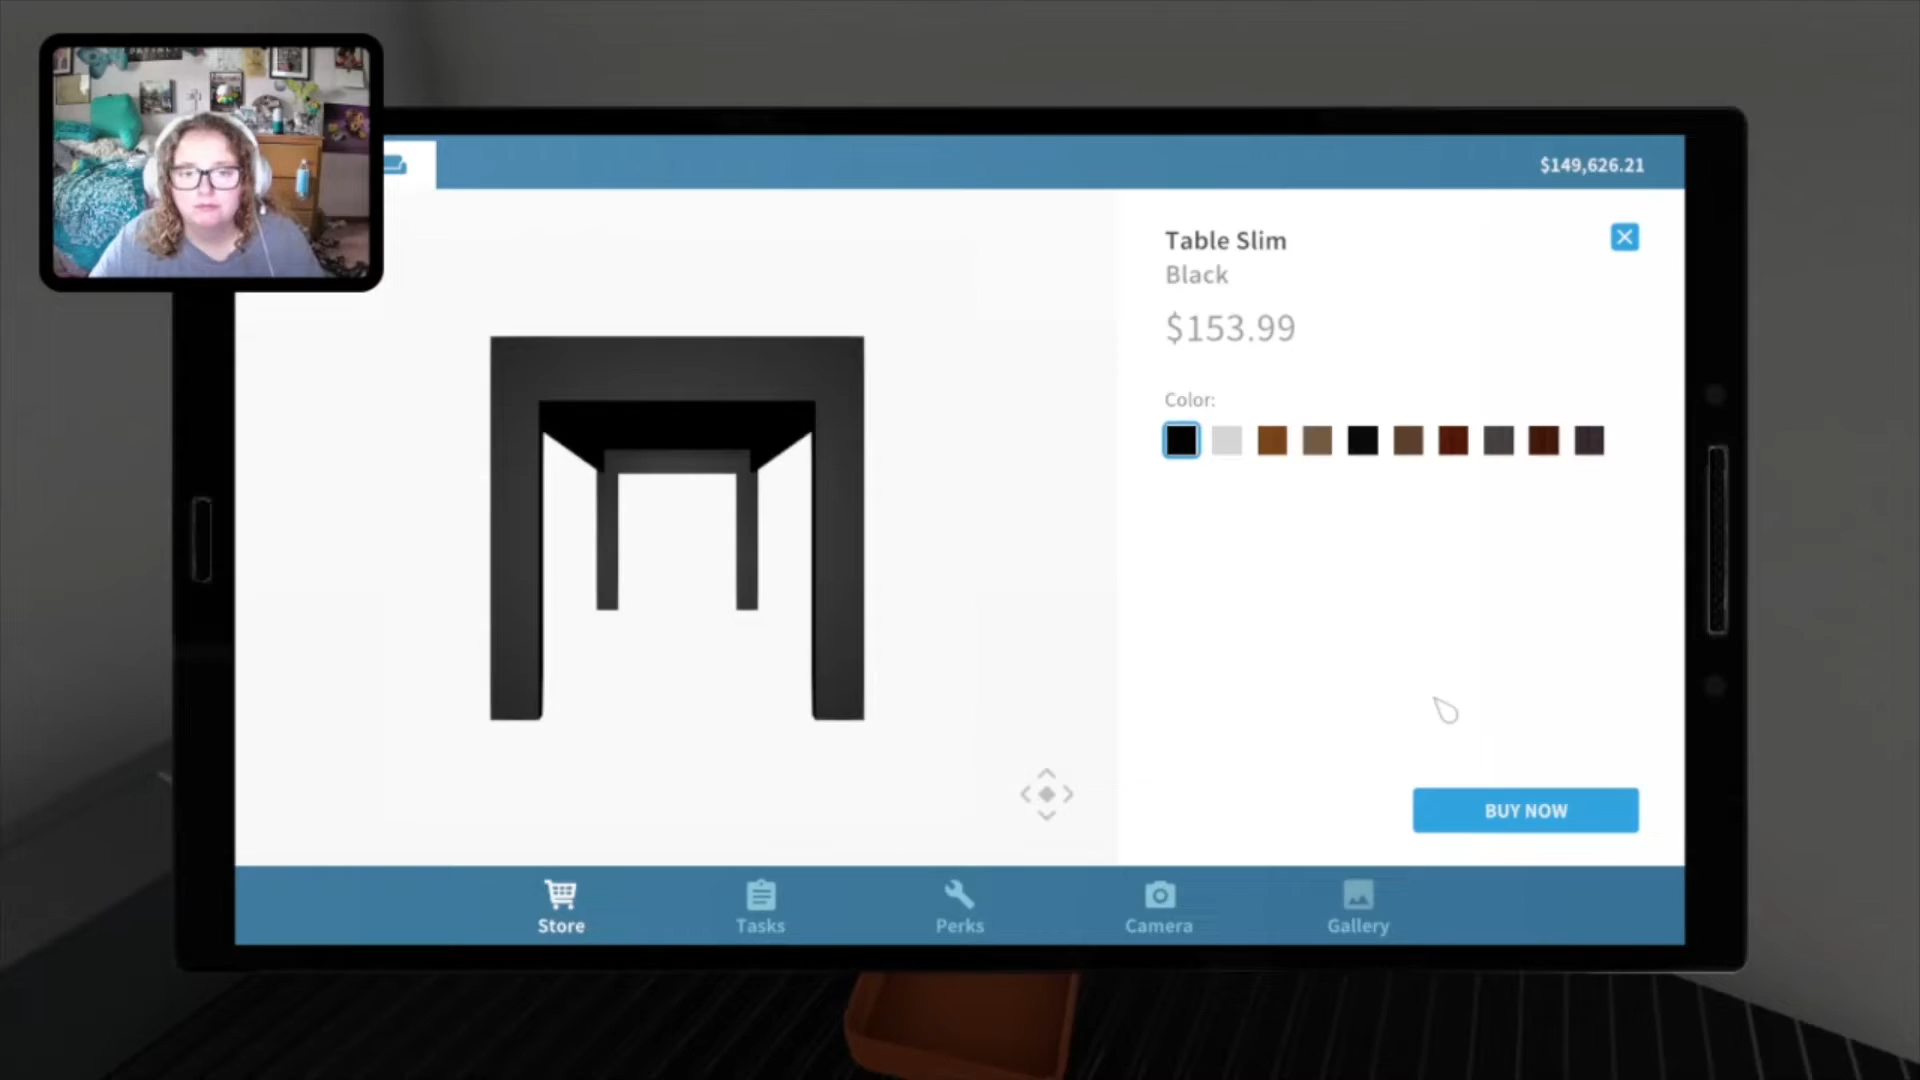 $149,626.21
Table Slim
Black
$153.99
Color:
BUY NOW
Store
Tasks
Perks
Camera
Gallery